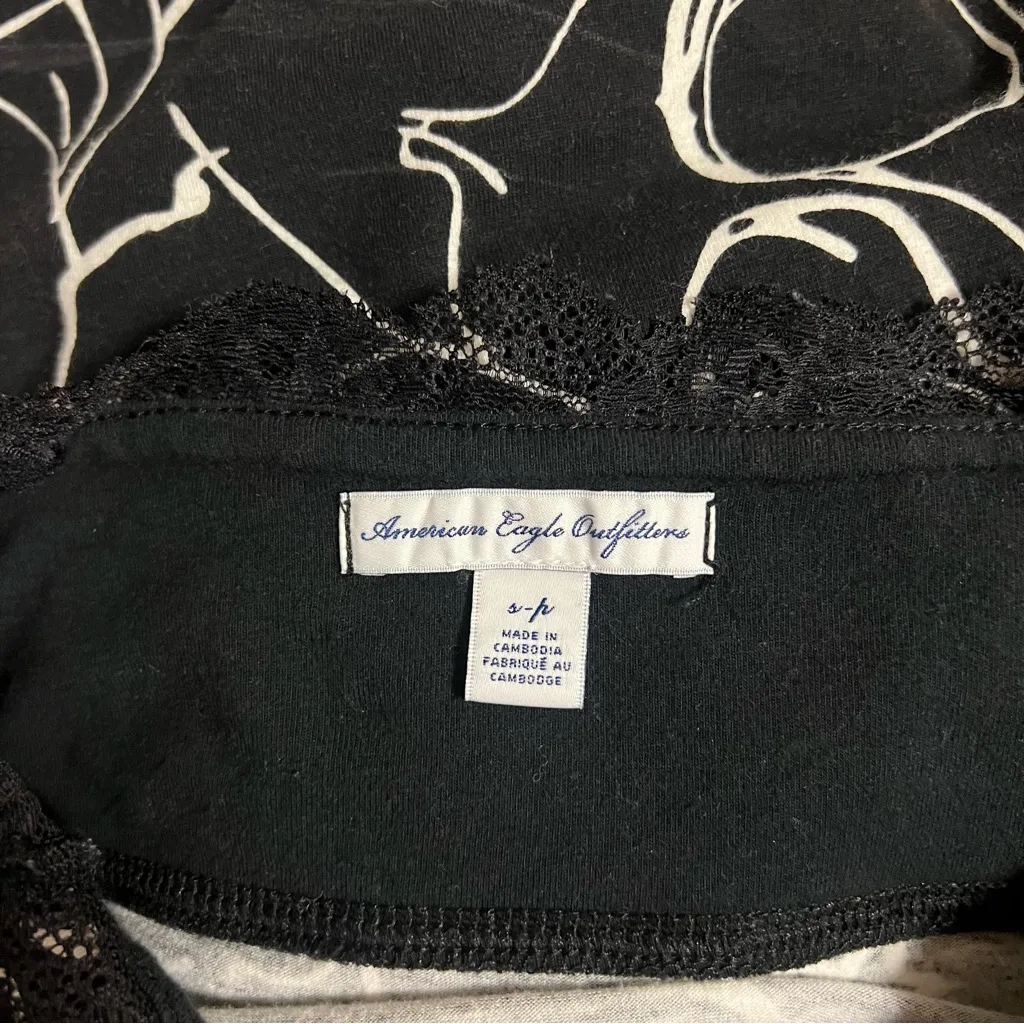 American Eagle Outfitters
s-p
MADE IN
CAMBODIA
FABRIQUÉ AU
CAMBODGE